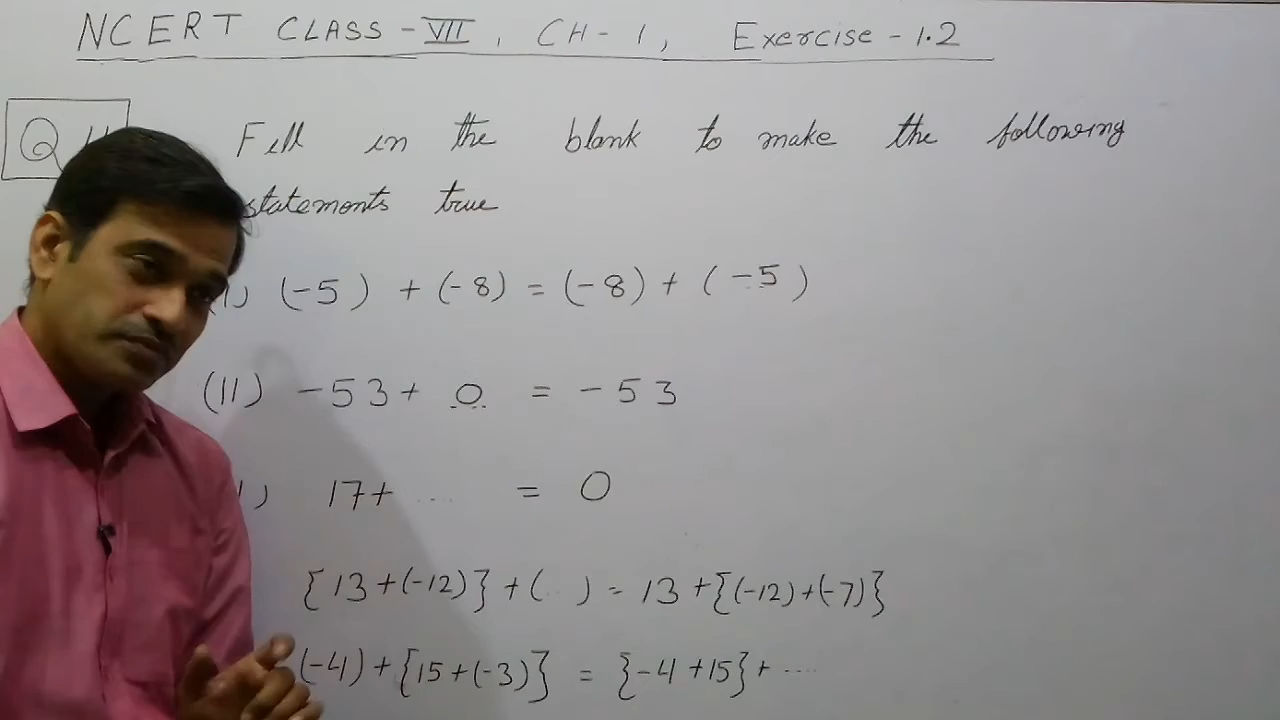 NCERT CLASS - VII, CH - 1, Exercise - 1.2
Q Fill in the blank to make the following
statements true
(-5) + (-8) = (-8) + (-5)
(II) -53 + 0 = -53
17 + .... = 0
{13 + (-12)} + (..) = 13 + {(-12) + (-7)}
(-4) + {15 + (-3)} = {-4 + 15} + ....